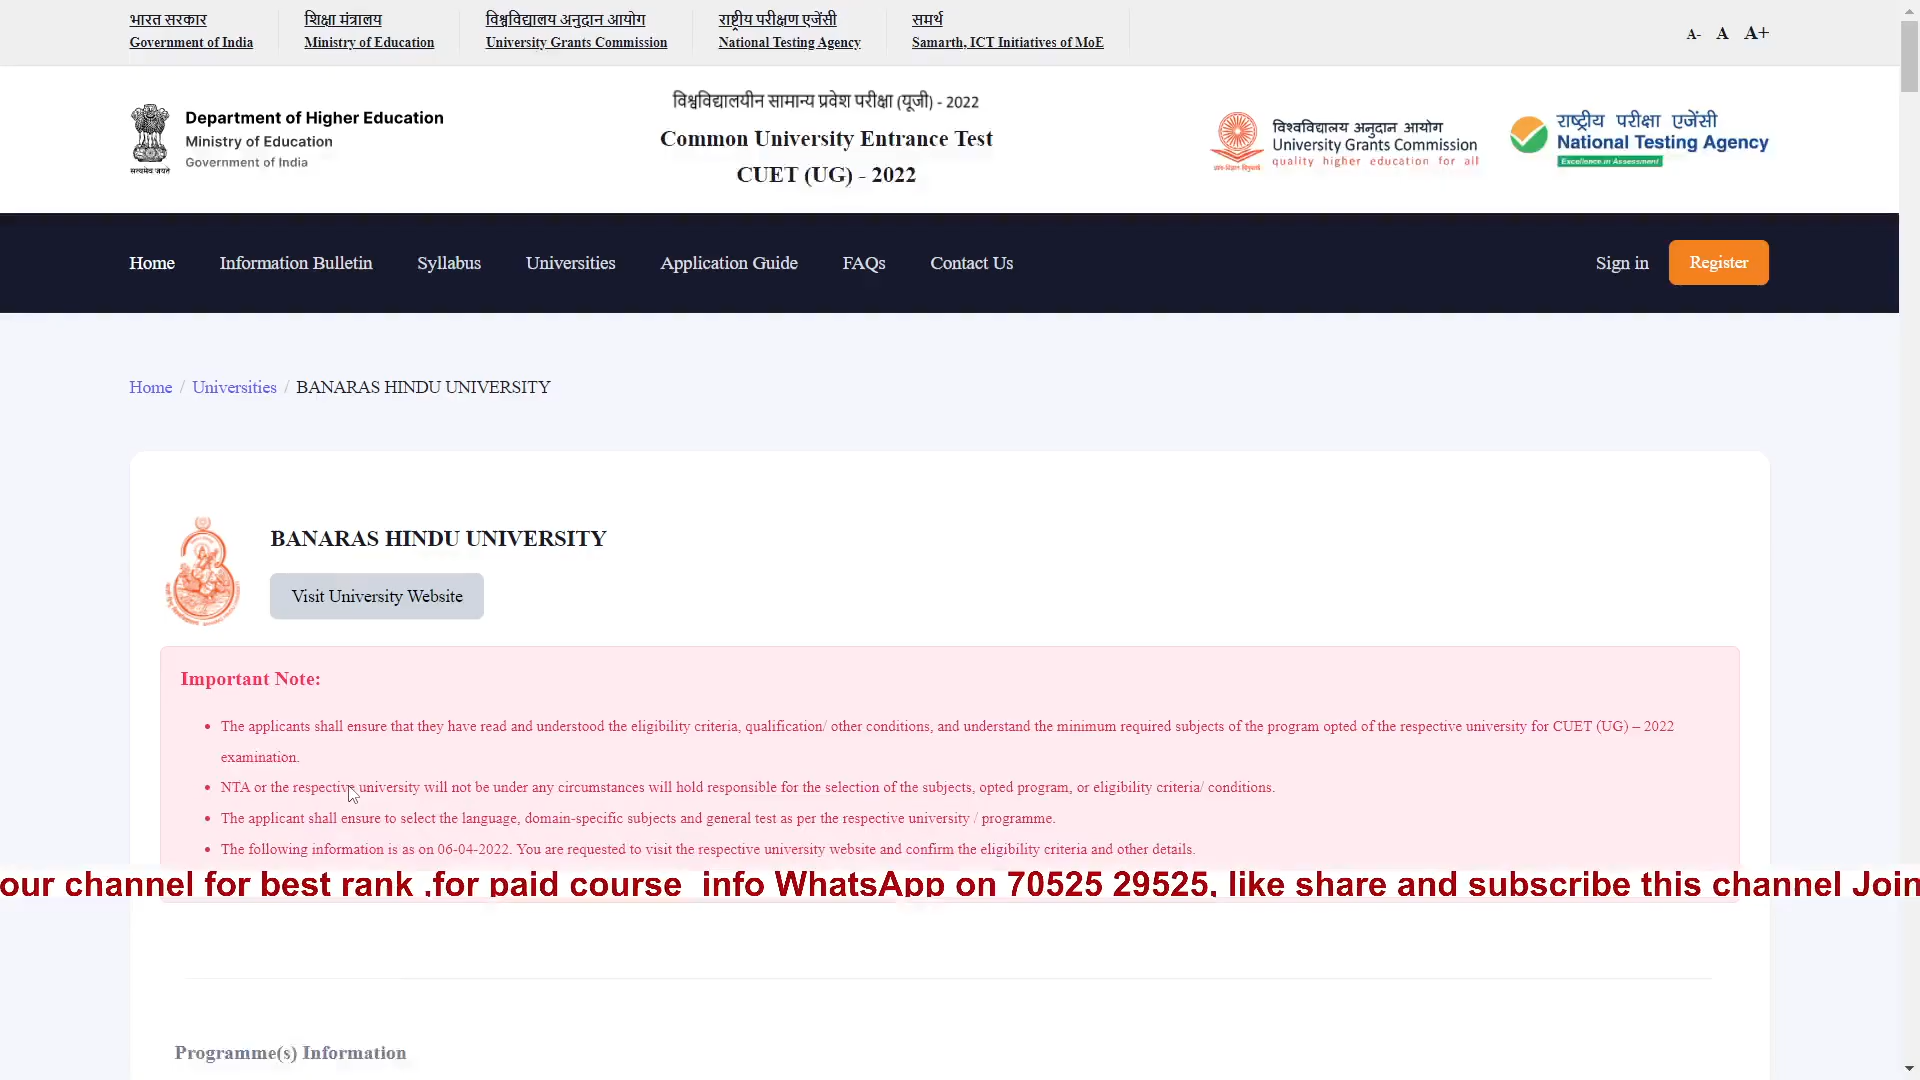 भारत सरकार
Government of India
शिक्षा मंत्रालय
Ministry of Education
विश्वविद्यालय अनुदान आयोग
University Grants Commission
राष्ट्रीय परीक्षण एजेंसी
National Testing Agency
समर्थ
Samarth, ICT Initiatives of MoE
A- A A+
सत्यमेव जयते
Department of Higher Education
Ministry of Education
Government of India
विश्वविद्यालयीन सामान्य प्रवेश परीक्षा (यूजी) - 2022
Common University Entrance Test
CUET (UG) - 2022
विश्वविद्यालय अनुदान आयोग
University Grants Commission
quality higher education for all
राष्ट्रीय परीक्षा एजेंसी
National Testing Agency
Excellence in Assessment
Home Information Bulletin Syllabus Universities Application Guide FAQs Contact Us Sign in Register
Home / Universities / BANARAS HINDU UNIVERSITY
BANARAS HINDU UNIVERSITY
Visit University Website
Important Note:
• The applicants shall ensure that they have read and understood the eligibility criteria, qualification/ other conditions, and understand the minimum required subjects of the program opted of the respective university for CUET (UG) – 2022
examination.
• NTA or the respective university will not be under any circumstances will hold responsible for the selection of the subjects, opted program, or eligibility criteria/ conditions.
• The applicant shall ensure to select the language, domain-specific subjects and general test as per the respective university / programme.
• The following information is as on 06-04-2022. You are requested to visit the respective university website and confirm the eligibility criteria and other details.
our channel for best rank ,for paid course info WhatsApp on 70525 29525, like share and subscribe this channel Join
Programme(s) Information